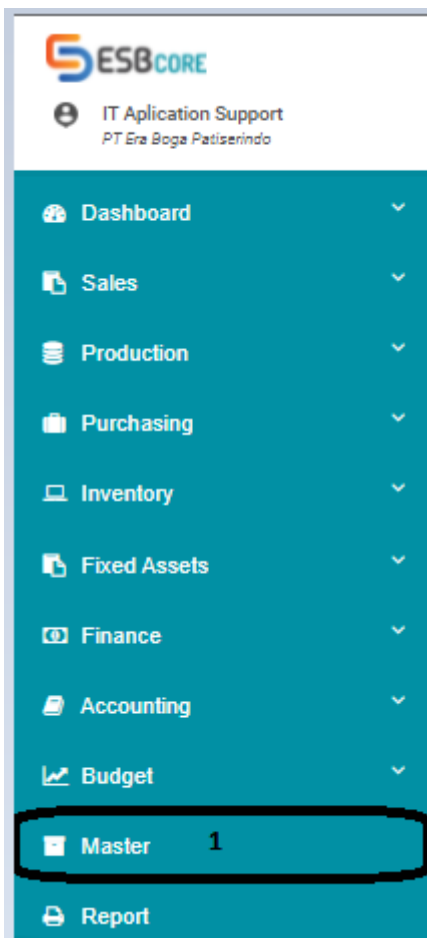 ESBCORE
IT Aplication Support
PT Era Boga Patiserindo
Dashboard
Sales
Production
Purchasing
Inventory
Fixed Assets
Finance
Accounting
Budget
Master 1
Report